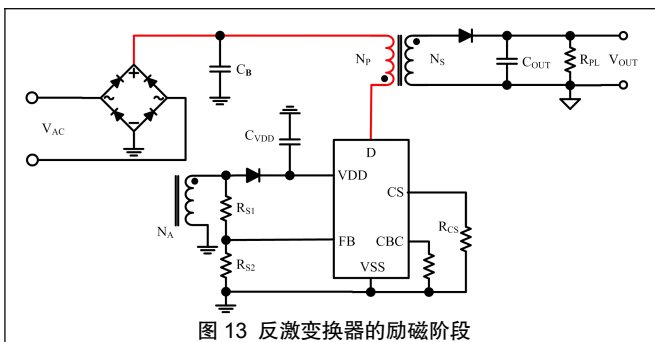 N_P
N_S
C_B
C_OUT
R_PL
V_OUT
V_AC
C_VDD
D
VDD
CS
R_S1
R_CS
N_A
FB
CBC
R_S2
VSS
图 13 反激变换器的励磁阶段